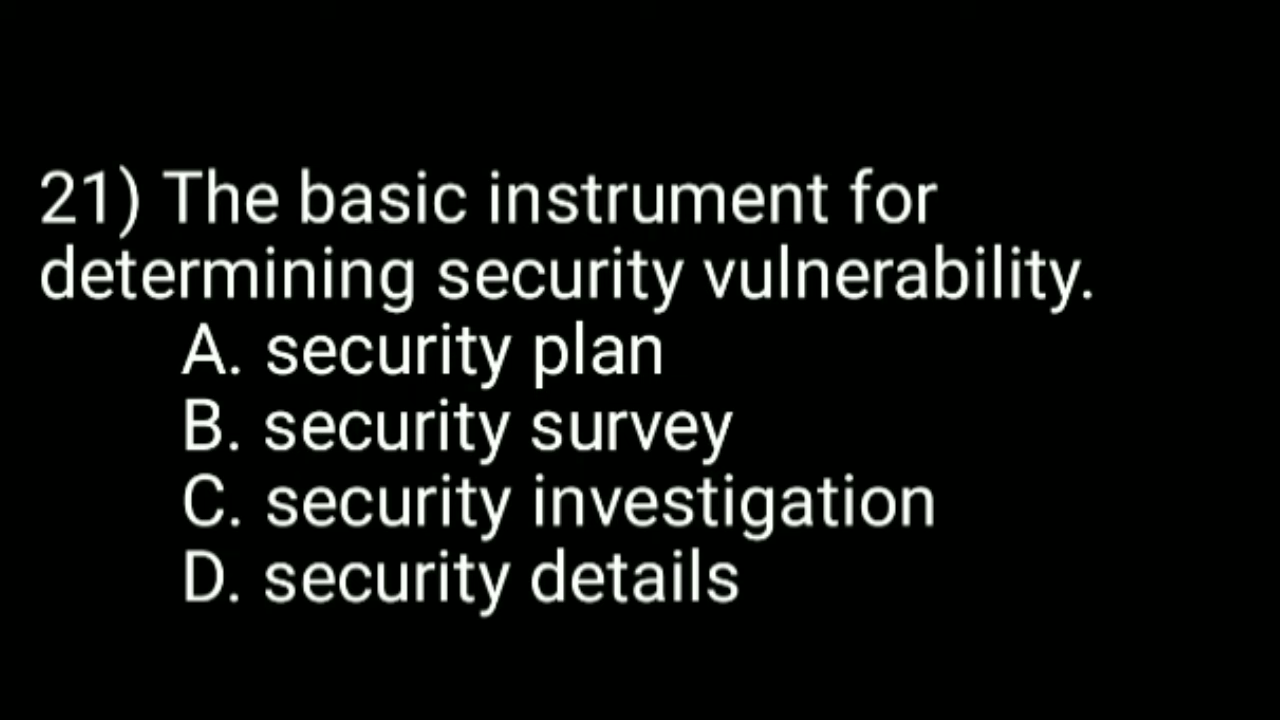 21) The basic instrument for
determining security vulnerability.
A. security plan
B. security survey
C. security investigation
D. security details